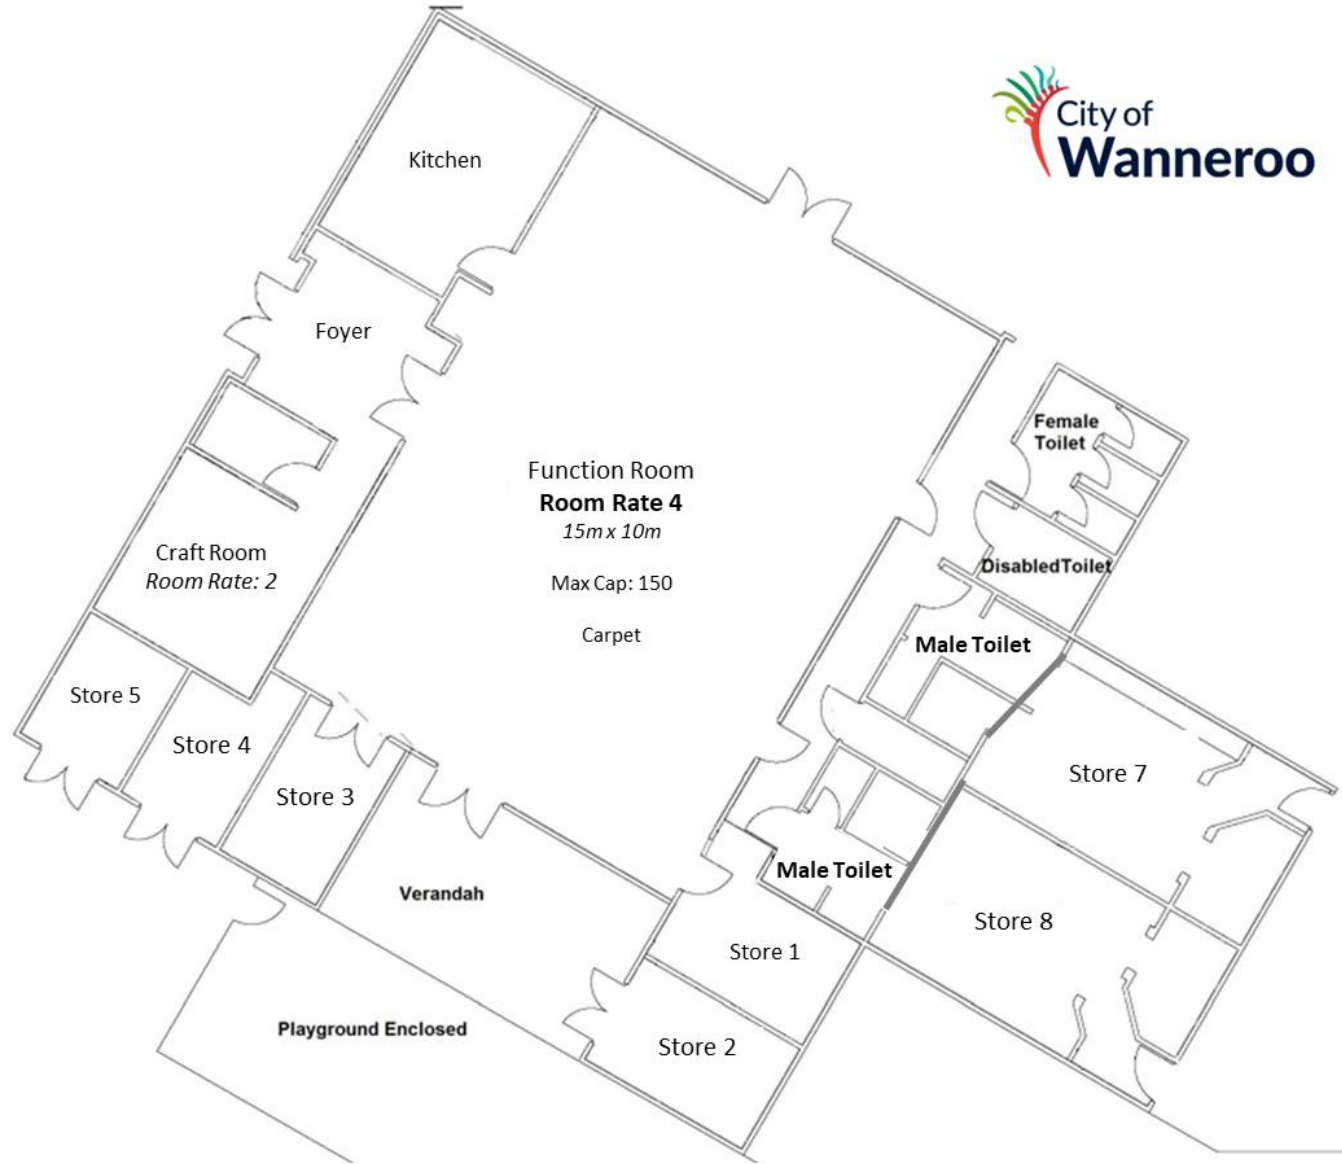 City of
Wanneroo
Kitchen
Foyer
Female
Toilet
Function Room
Room Rate 4
15m x 10m
Max Cap: 150
Carpet
Craft Room
Room Rate: 2
Disabled Toilet
Male Toilet
Store 5
Store 4
Store 3
Store 7
Male Toilet
Verandah
Store 8
Store 1
Playground Enclosed
Store 2